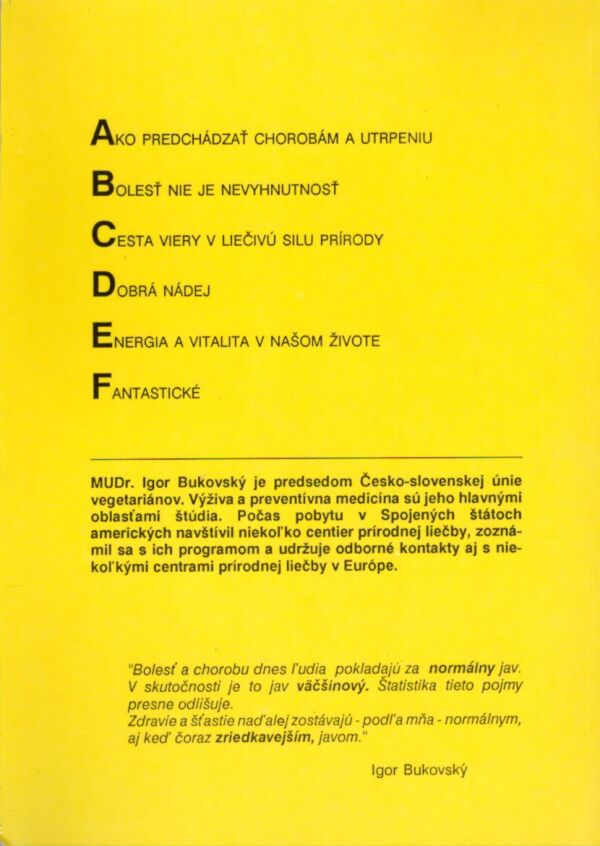 AKO PREDCHÁDZAŤ CHOROBÁM A UTRPENIU
BOLESŤ NIE JE NEVYHNUTNOSŤ
CESTA VIERY V LIEČIVÚ SILU PRÍRODY
DOBRÁ NÁDEJ
ENERGIA A VITALITA V NAŠOM ŽIVOTE
FANTASTICKÉ
MUDr. Igor Bukovský je predsedom Česko-slovenskej únie
vegetariánov. Výživa a preventívna medicína sú jeho hlavnými
oblasťami štúdia. Počas pobytu v Spojených štátoch
amerických navštívil niekoľko centier prírodnej liečby, zozná-
mil sa s ich programom a udržuje odborné kontakty aj s nie-
koľkými centrami prírodnej liečby v Európe.
"Bolesť a chorobu dnes ľudia pokladajú za normálny jav.
V skutočnosti je to jav väčšinový. Štatistika tieto pojmy
presne odlišuje.
Zdravie a šťastie naďalej zostávajú - podľa mňa - normálnym,
aj keď čoraz zriedkavejším, javom."
Igor Bukovský